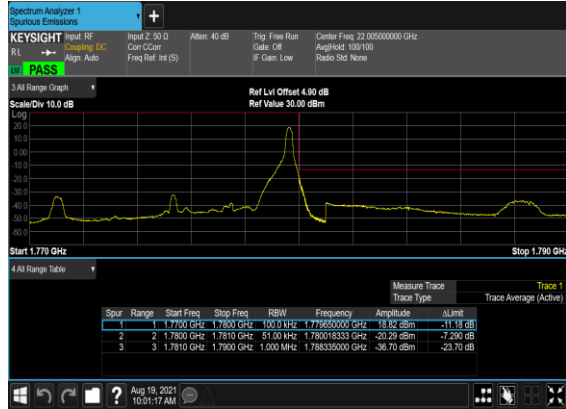 Spectrum Analyzer 1
Spurious Emissions
+
KEYSIGHT Input: RF Input Z: 50 Ω Atten: 40 dB Trig: Free Run Center Freq: 22.005000000 GHz
RL Coupling: DC Corr CCorr Gate: Off Avg|Hold: 100/100
Align: Auto Freq Ref: Int (S) IF Gain: Low Radio Std: None
PASS
3 All Range Graph
Ref Lvl Offset 4.90 dB
Scale/Div 10.0 dB Ref Value 30.00 dBm
Log
20.0
10.0
0.00
-10.0
-20.0
-30.0
-40.0
-50.0
-60.0
Start 1.770 GHz Stop 1.790 GHz
4 All Range Table
Measure Trace Trace 1
Trace Type Trace Average (Active)
Spur Range Start Freq Stop Freq RBW Frequency Amplitude ΔLimit
1 1 1.7700 GHz 1.7800 GHz 100.0 kHz 1.779650000 GHz 18.82 dBm -11.18 dB
2 2 1.7800 GHz 1.7810 GHz 51.00 kHz 1.780018333 GHz -20.29 dBm -7.290 dB
3 3 1.7810 GHz 1.7900 GHz 1.000 MHz 1.788335000 GHz -36.70 dBm -23.70 dB
? Aug 19, 2021
10:01:17 AM